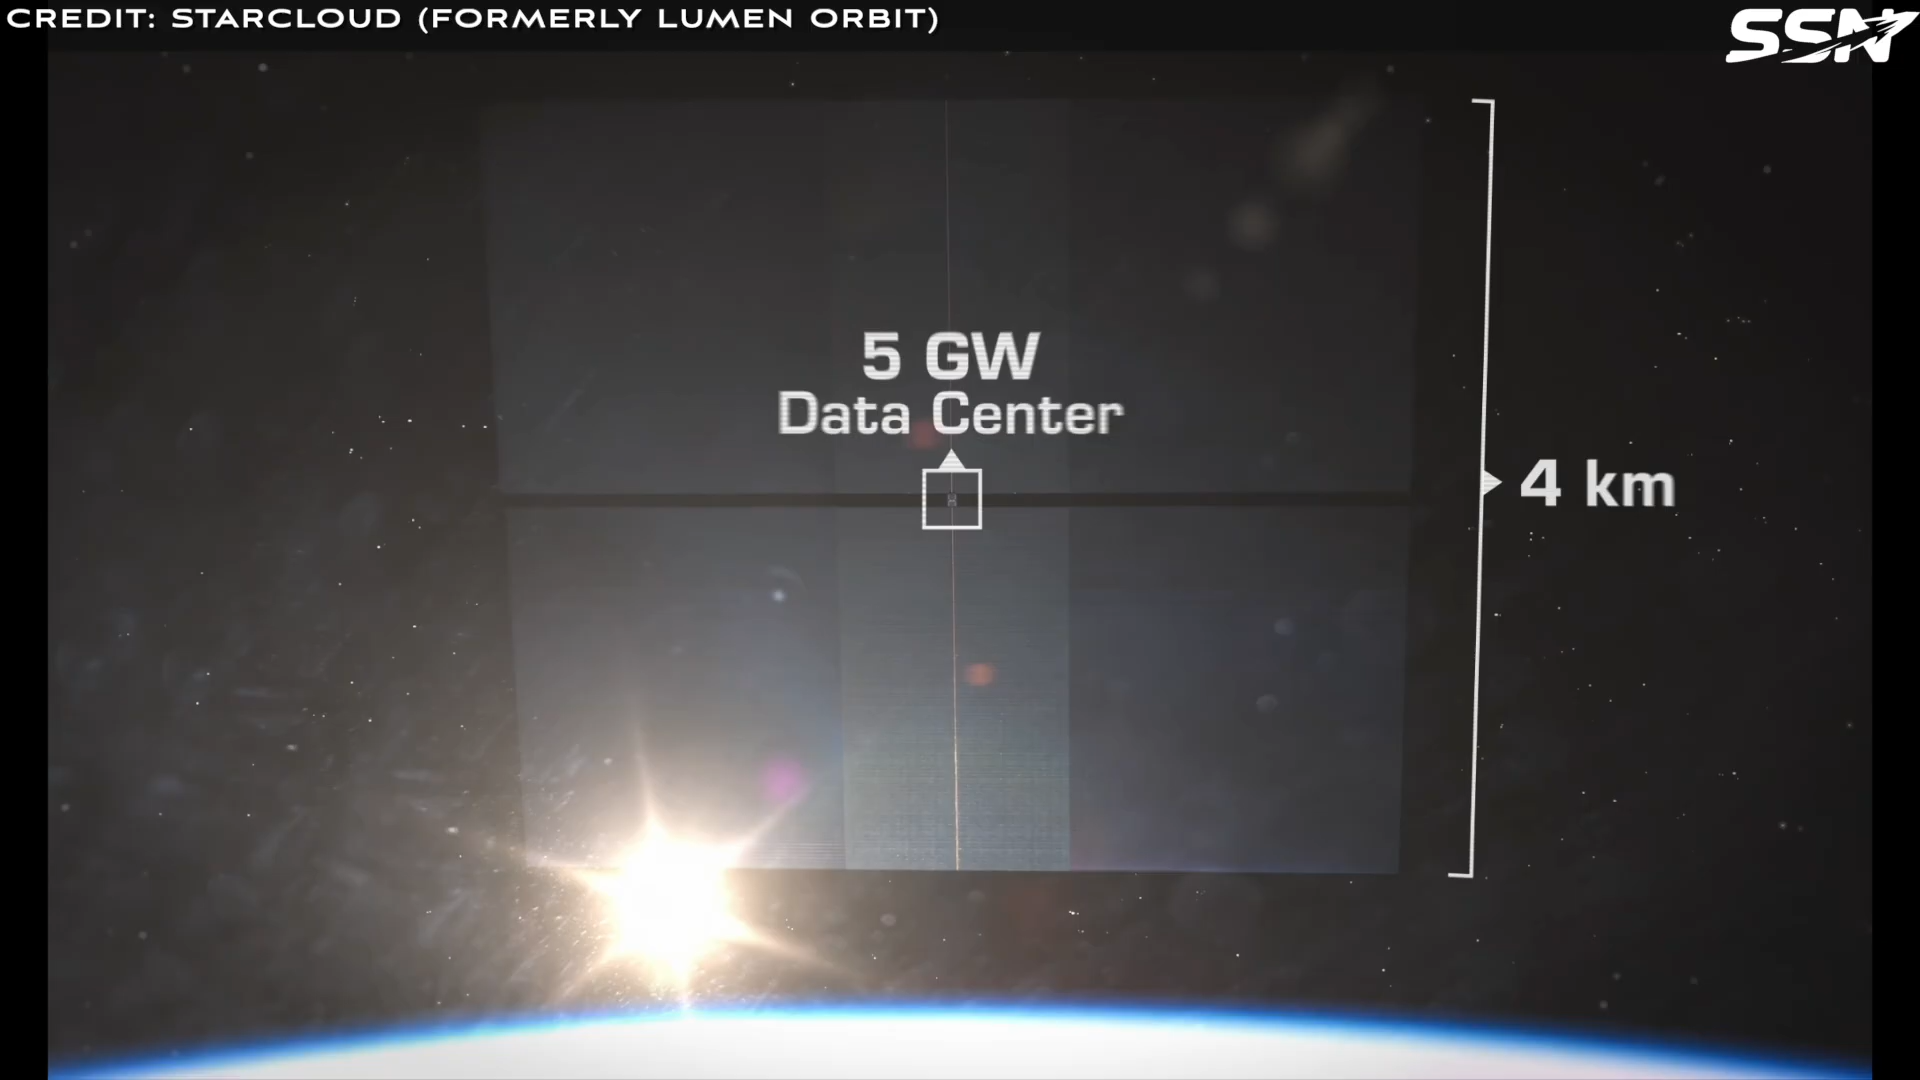 CREDIT: STARCLOUD (FORMERLY LUMEN ORBIT)
SSN
5 GW
Data Center
4 km